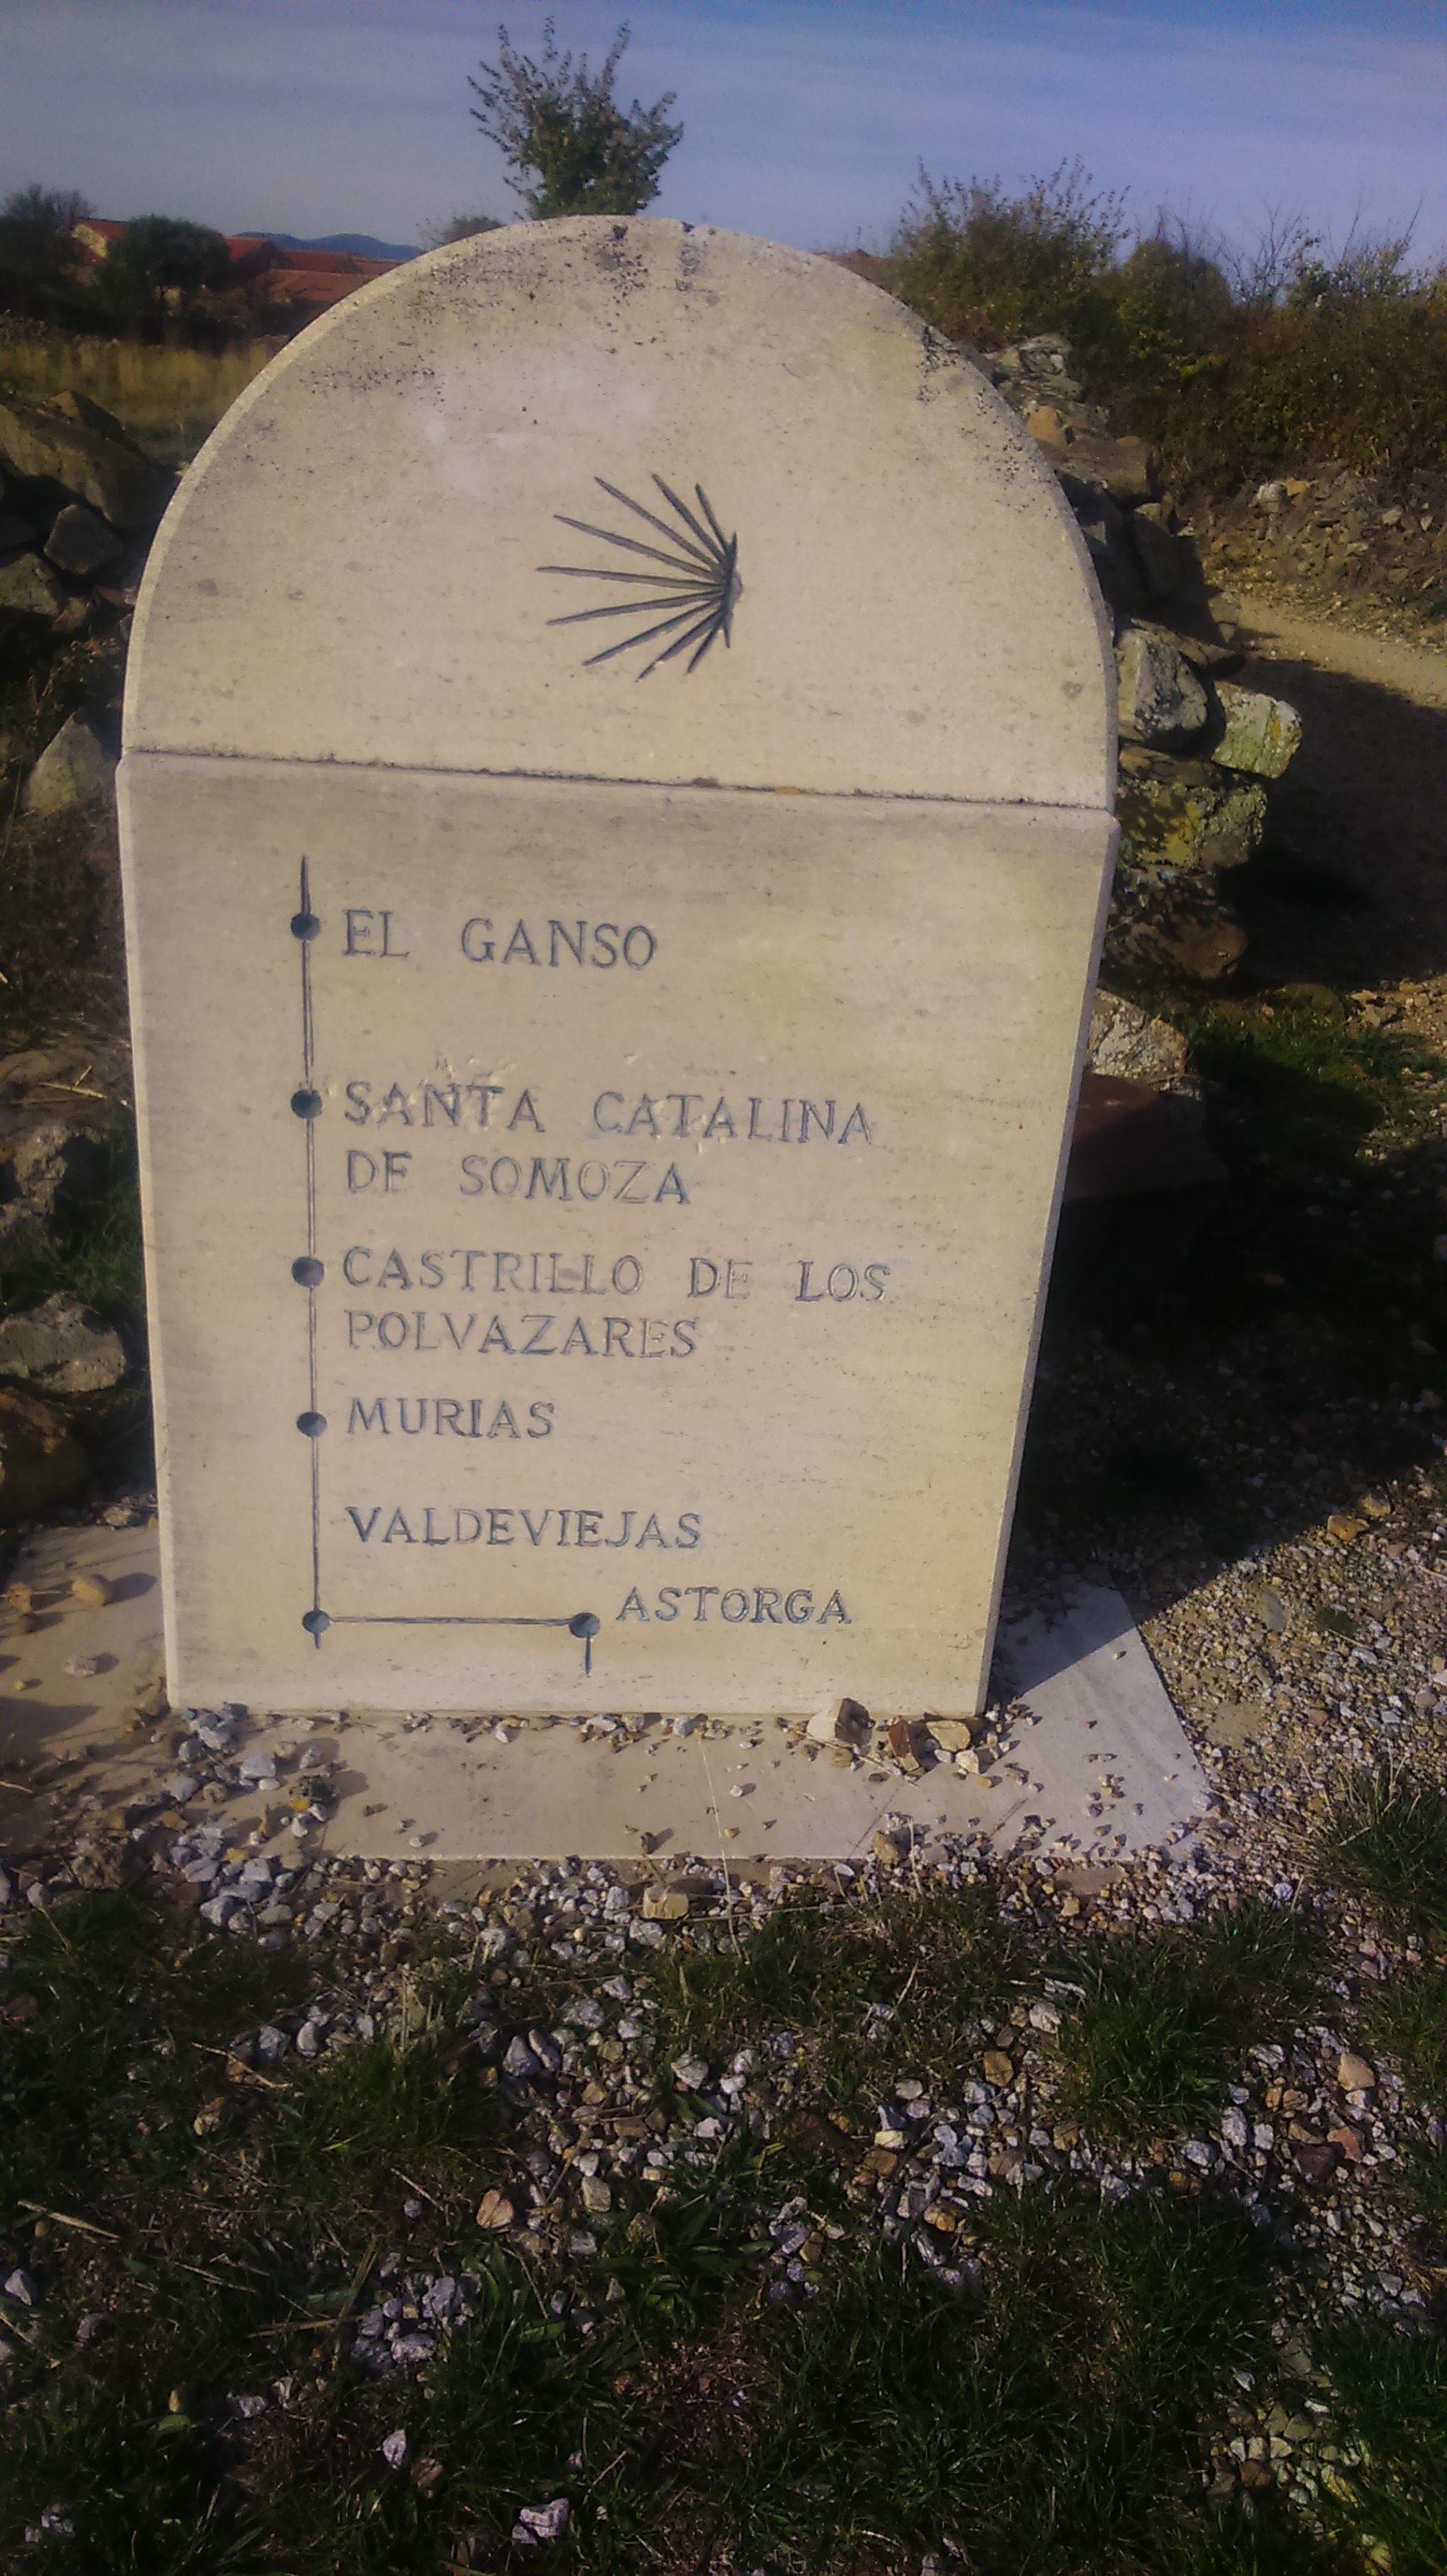 EL GANSO
SANTA CATALINA
DE SOMOZA
CASTRILLO DE LOS
POLVAZARES
MURIAS
VALDEVIEJAS
ASTORGA